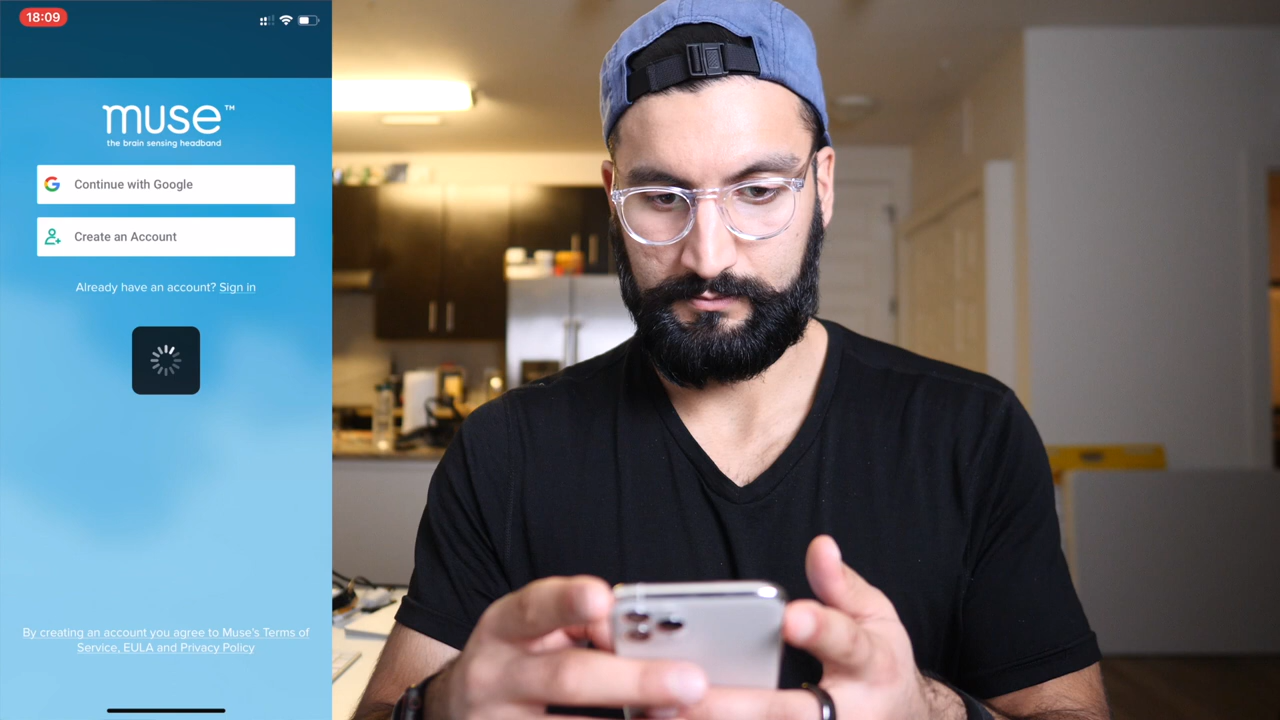 18:09
muse™
the brain sensing headband
Continue with Google
Create an Account
Already have an account? Sign in
By creating an account you agree to Muse's Terms of
Service, EULA and Privacy Policy